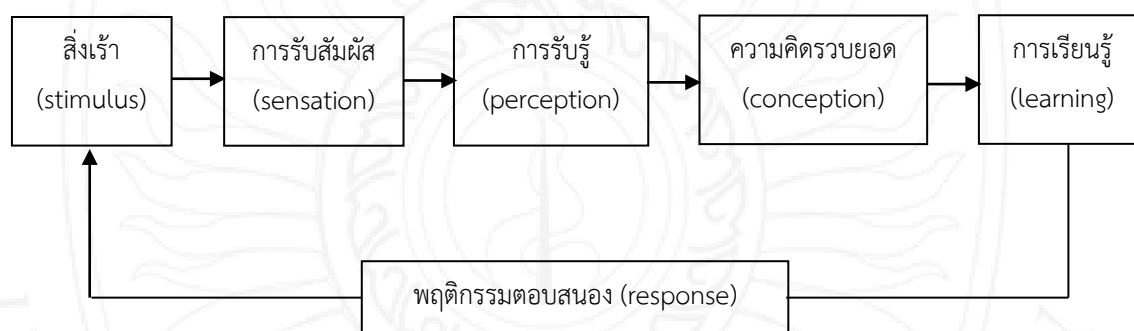 สิ่งเร้า
(stimulus)
การรับสัมผัส
(sensation)
การรับรู้
(perception)
ความคิดรวบยอด
(conception)
การเรียนรู้
(learning)
พฤติกรรมตอบสนอง (response)